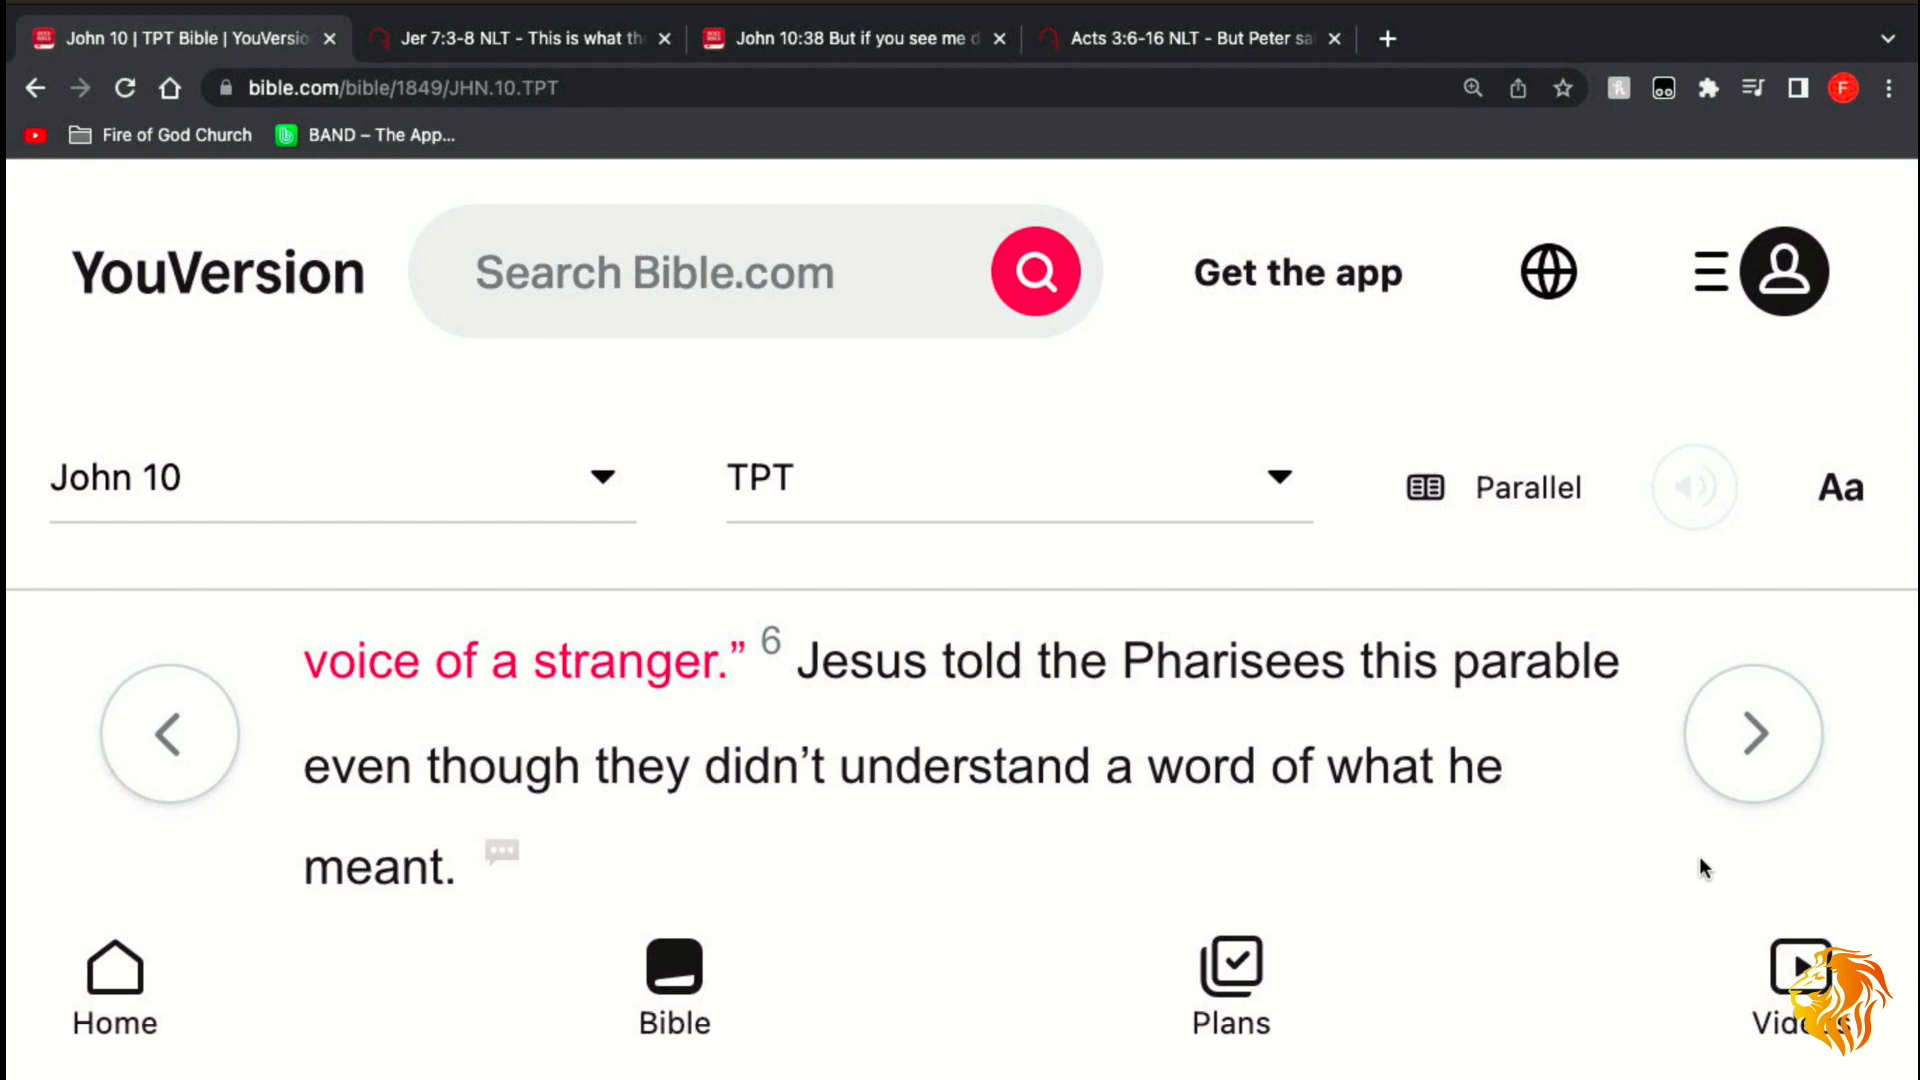 John 10 | TPT Bible | YouVersio
Jer 7:3-8 NLT - This is what th
John 10:38 But if you see me d
Acts 3:6-16 NLT - But Peter sai
bible.com/bible/1849/JHN.10.TPT
F
Fire of God Church
BAND – The App...
YouVersion
Search Bible.com
Get the app
John 10
TPT
Parallel
Aa
voice of a stranger.” 6 Jesus told the Pharisees this parable
even though they didn’t understand a word of what he
meant.
Home
Bible
Plans
Videos